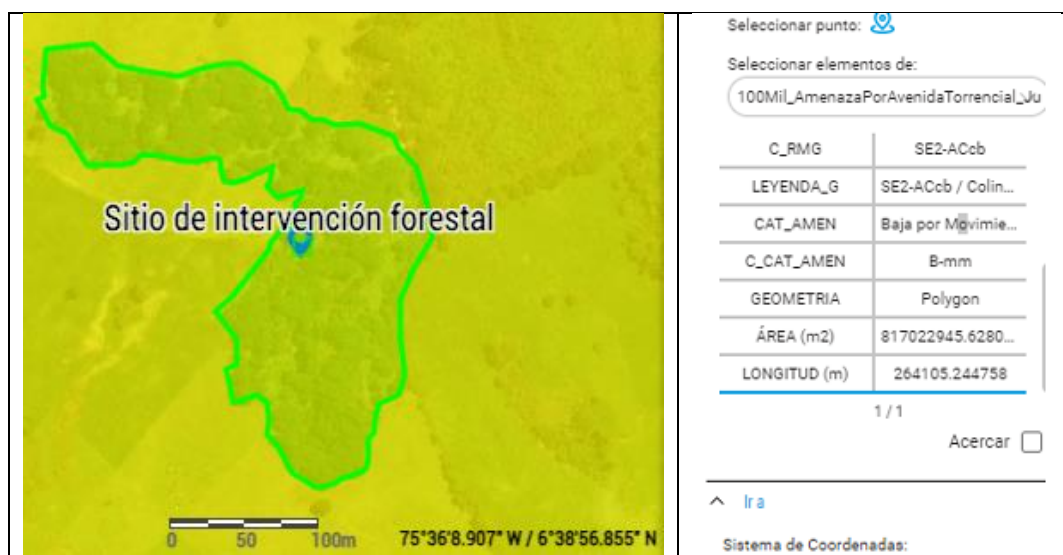 Sitio de intervención forestal
0 50 100m
75°36'8.907" W / 6°38'56.855" N
Seleccionar punto:
Seleccionar elementos de:
100Mil_AmenazaPorAvenidaTorrencial_Ju
C_RMG SE2-ACcb
LEYENDA_G SE2-ACcb / Colin...
CAT_AMEN Baja por Movimie...
C_CAT_AMEN B-mm
GEOMETRIA Polygon
ÁREA (m2) 817022945.6280...
LONGITUD (m) 264105.244758
1 / 1
Acercar
Ir a
Sistema de Coordenadas: